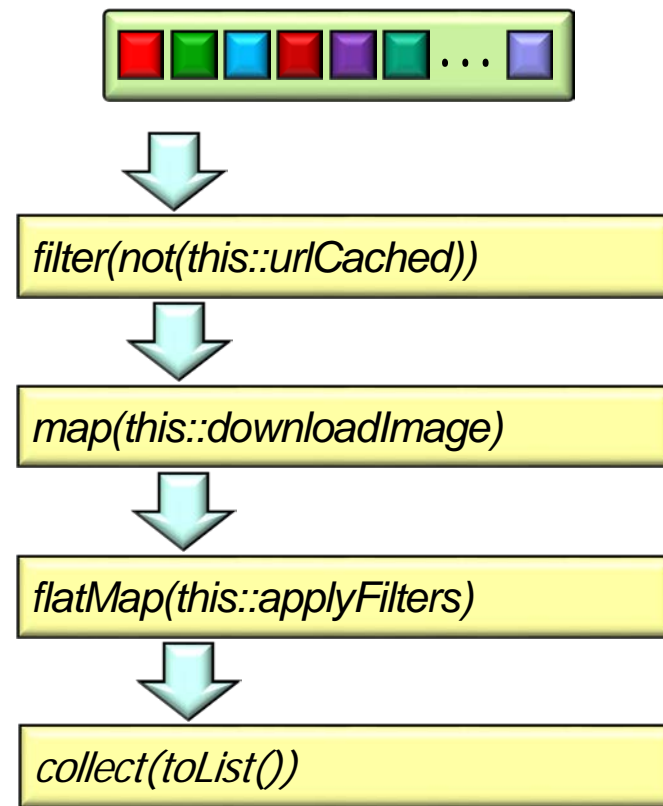 ...
filter(not(this::urlCached))
map(this::downloadImage)
flatMap(this::applyFilters)
collect(toList())